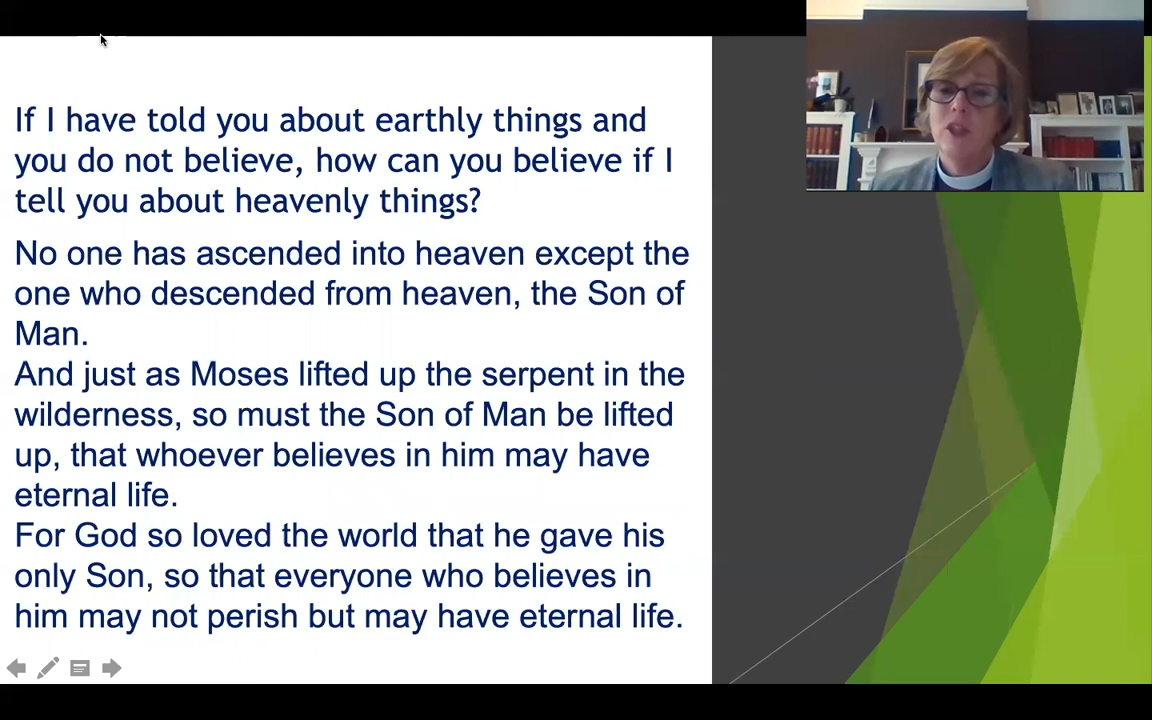 If I have told you about earthly things and
you do not believe, how can you believe if I
tell you about heavenly things?
No one has ascended into heaven except the
one who descended from heaven, the Son of
Man.
And just as Moses lifted up the serpent in the
wilderness, so must the Son of Man be lifted
up, that whoever believes in him may have
eternal life.
For God so loved the world that he gave his
only Son, so that everyone who believes in
him may not perish but may have eternal life.